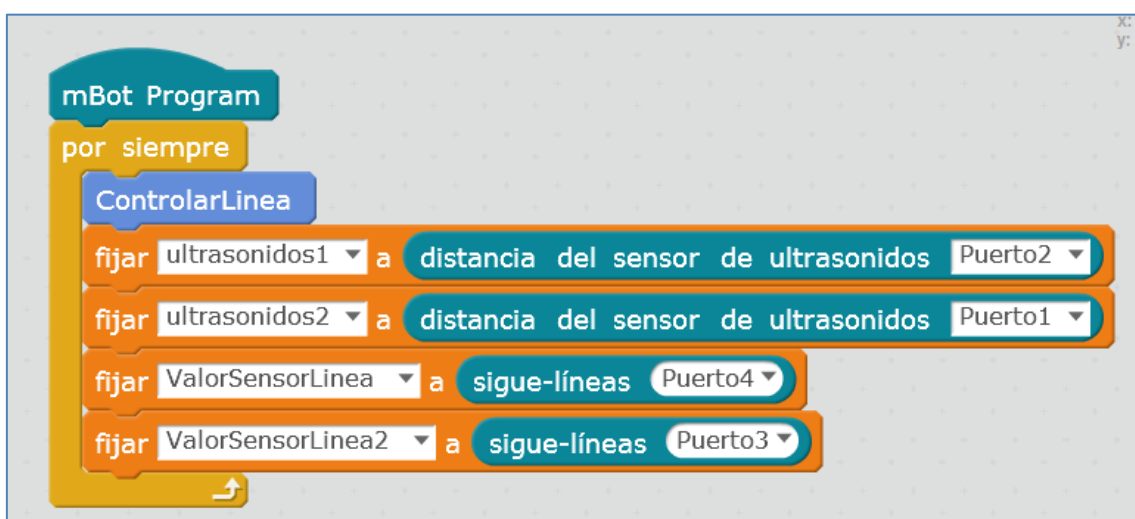 x:
y:
mBot Program
por siempre
ControlarLinea
fijar ultrasonidos1 a distancia del sensor de ultrasonidos Puerto2
fijar ultrasonidos2 a distancia del sensor de ultrasonidos Puerto1
fijar ValorSensorLinea a sigue-líneas Puerto4
fijar ValorSensorLinea2 a sigue-líneas Puerto3